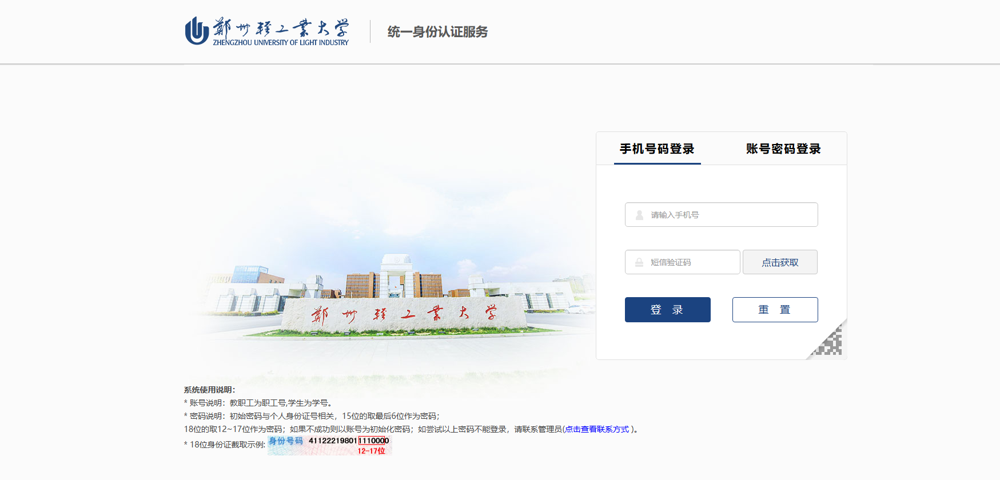 鄭州轻工業大学
ZHENGZHOU UNIVERSITY OF LIGHT INDUSTRY
统一身份认证服务
手机号码登录 账号密码登录
请输入手机号
短信验证码 点击获取
登 录 重 置
鄭州轻工業大学
系统使用说明：
* 账号说明：教职工为职工号,学生为学号。
* 密码说明：初始密码与个人身份证号相关，15位的取最后6位作为密码；
18位的取12~17位作为密码；如果不成功则以账号为初始化密码；如尝试以上密码不能登录，请联系管理员(点击查看联系方式 )。
* 18位身份证截取示例: 身份号码 411222198011110000
12-17位